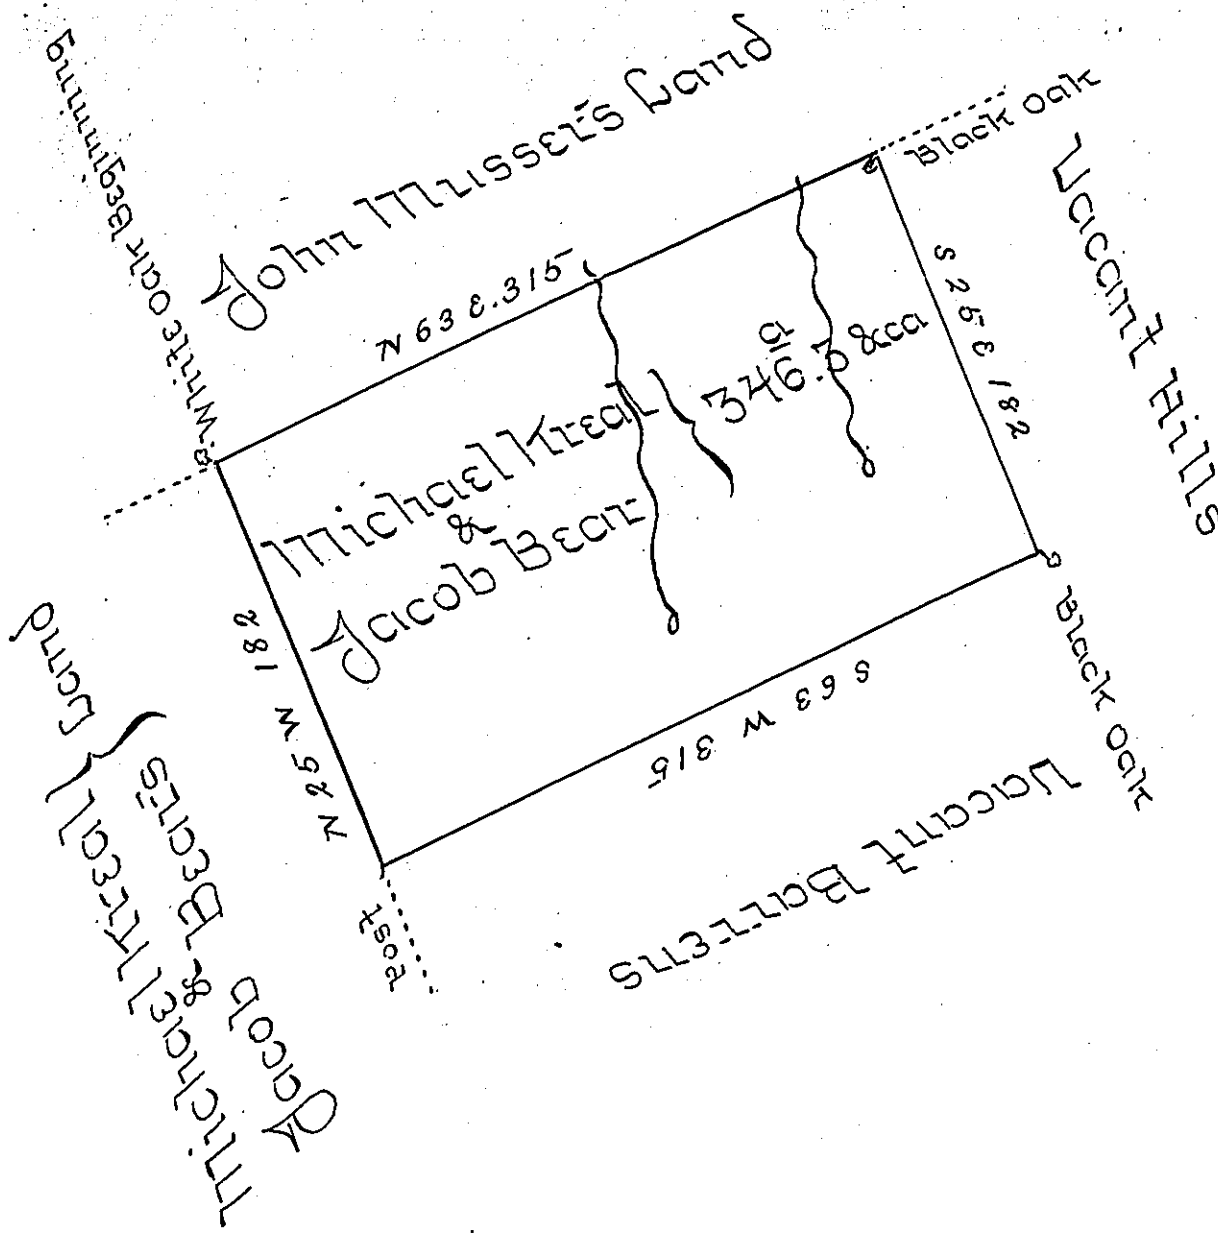 White Oak Beginning
John Musser's Land
Black Oak
N 63 E. 315
S 25 E 182
Vacant Hills
Michael Kreal
&
Jacob Bear
346.3 &ca
Black Oak
S 63 W 315
Vacant Barrens
Post
N 25 W 182
Michael Kreal
&
Jacob Bear's
Land